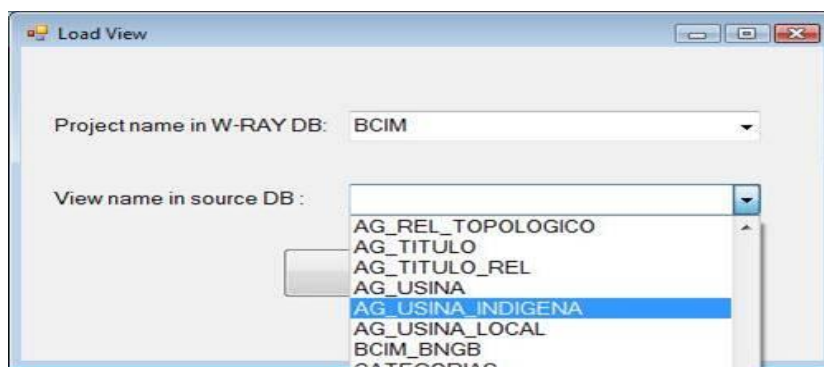 Load View
Project name in W-RAY DB: BCIM
View name in source DB :
AG_REL_TOPOLOGICO
AG_TITULO
AG_TITULO_REL
AG_USINA
AG_USINA_INDIGENA
AG_USINA_LOCAL
BCIM_BNGB
CATEGORIAS